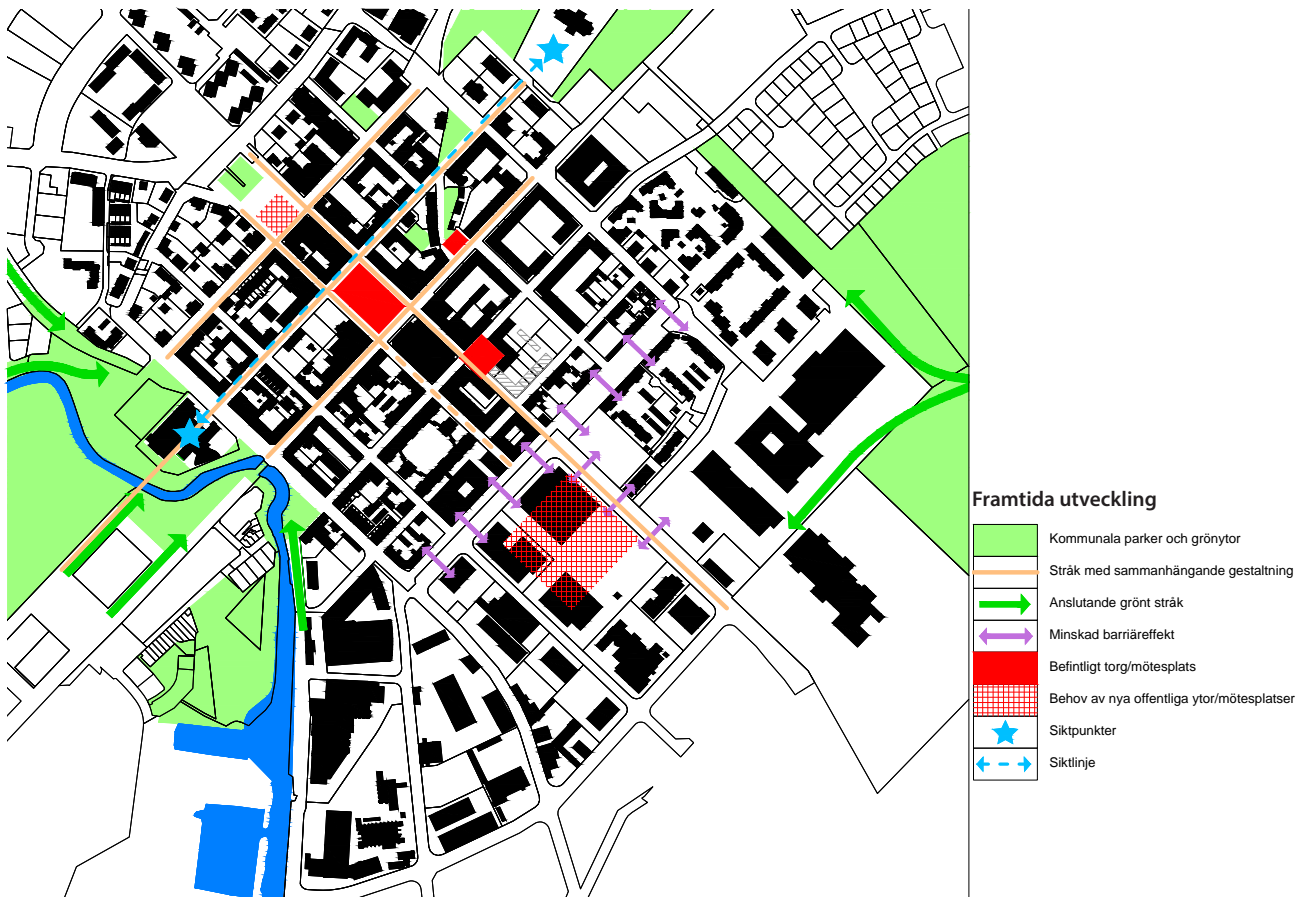 Framtida utveckling
Kommunala parker och grönytor
Stråk med sammanhängande gestaltning
Anslutande grönt stråk
Minskad barriäreffekt
Befintligt torg/mötesplats
Behov av nya offentliga ytor/mötesplatser
Siktpunkter
Siktlinje